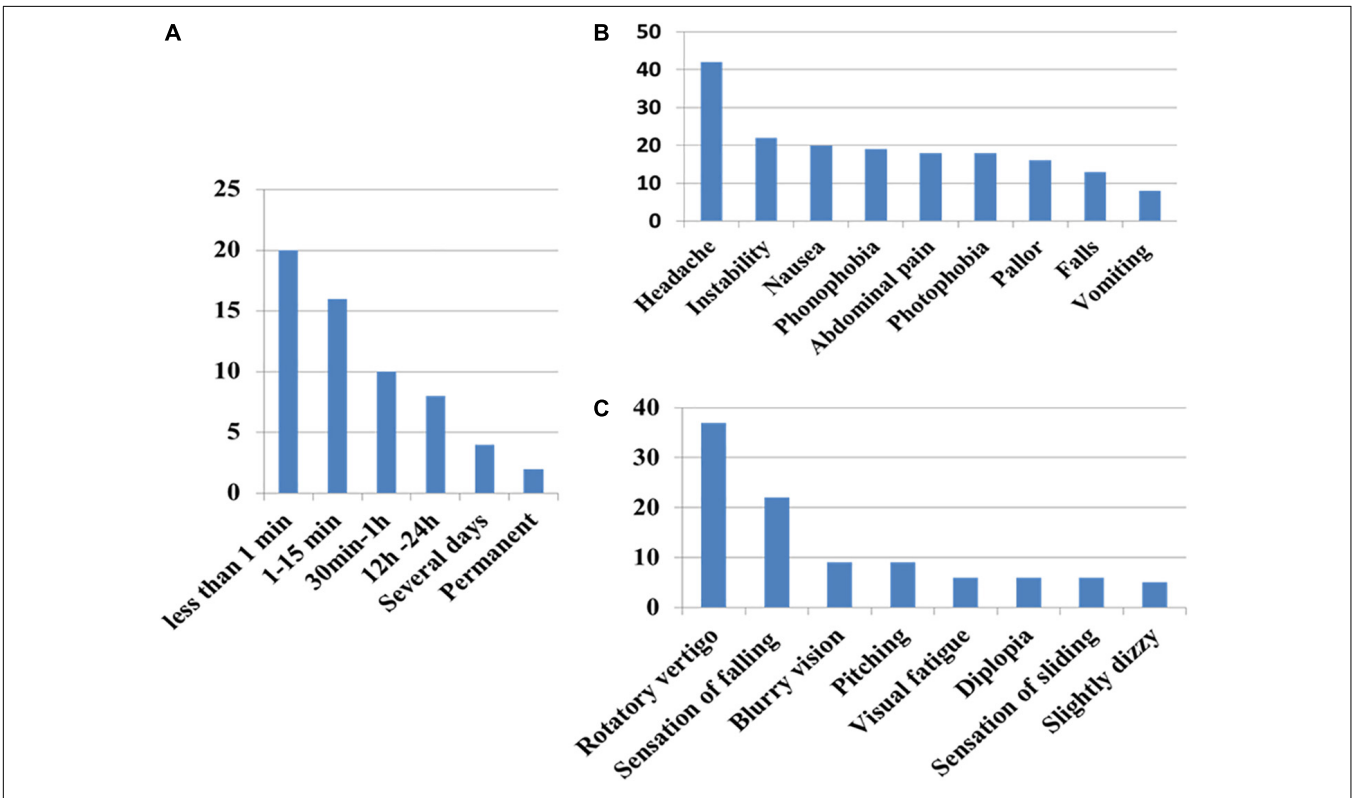 A
25
20
15
10
5
0
less than 1 min
1-15 min
30min-1h
12h -24h
Several days
Permanent
B
50
40
30
20
10
0
Headache
Instability
Nausea
Phonophobia
Abdominal pain
Photophobia
Pallor
Falls
Vomiting
C
40
30
20
10
0
Rotatory vertigo
Sensation of falling
Blurry vision
Pitching
Visual fatigue
Diplopia
Sensation of sliding
Slightly dizzy